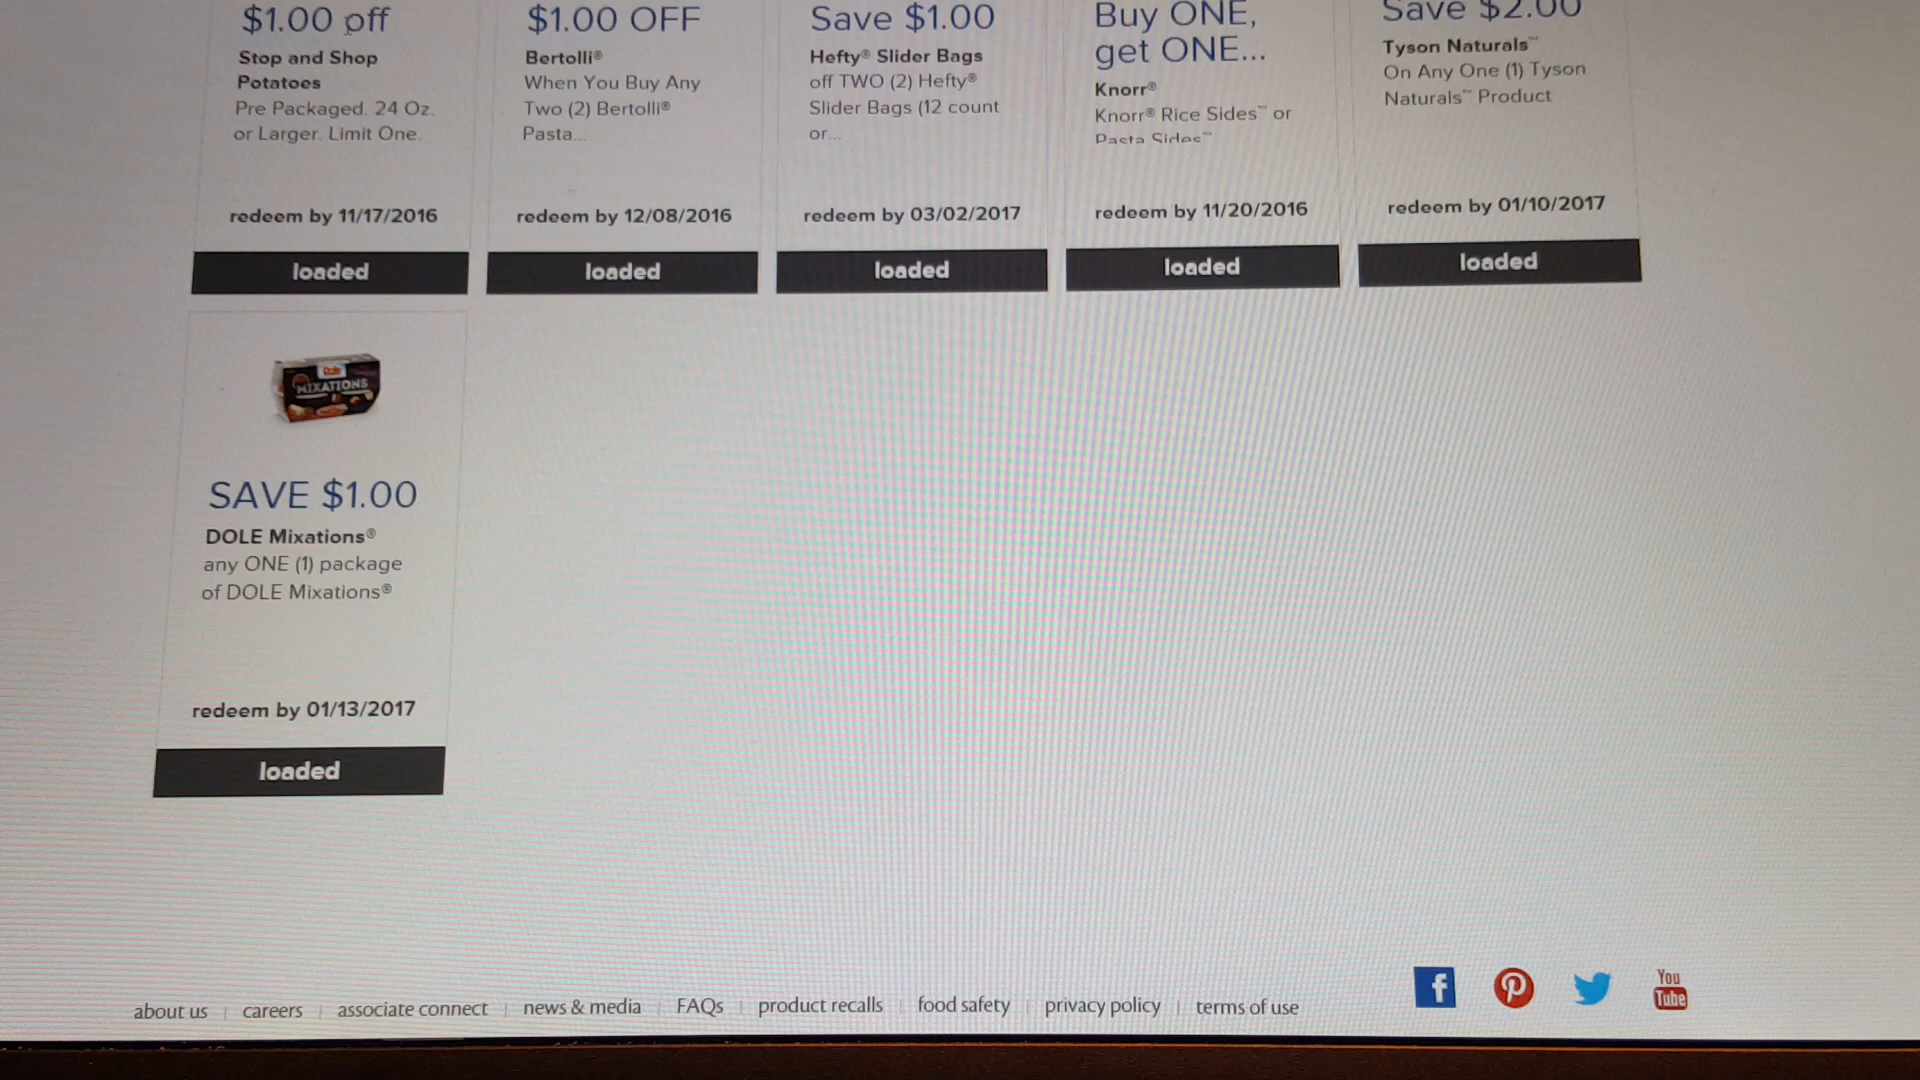 $1.00 off
Stop and Shop
Potatoes
Pre Packaged. 24 Oz.
or Larger. Limit One.
redeem by 11/17/2016
loaded
$1.00 OFF
Bertolli®
When You Buy Any
Two (2) Bertolli®
Pasta...
redeem by 12/08/2016
loaded
Save $1.00
Hefty® Slider Bags
off TWO (2) Hefty®
Slider Bags (12 count
or...
redeem by 03/02/2017
loaded
Buy ONE,
get ONE...
Knorr®
Knorr® Rice Sides™ or
Pasta Sides™
redeem by 11/20/2016
loaded
Save $2.00
Tyson Naturals™
On Any One (1) Tyson
Naturals™ Product
redeem by 01/10/2017
loaded
Dole
MIXATIONS
SAVE $1.00
DOLE Mixations®
any ONE (1) package
of DOLE Mixations®
redeem by 01/13/2017
loaded
about us | careers | associate connect | news & media | FAQs | product recalls | food safety | privacy policy | terms of use
You
Tube